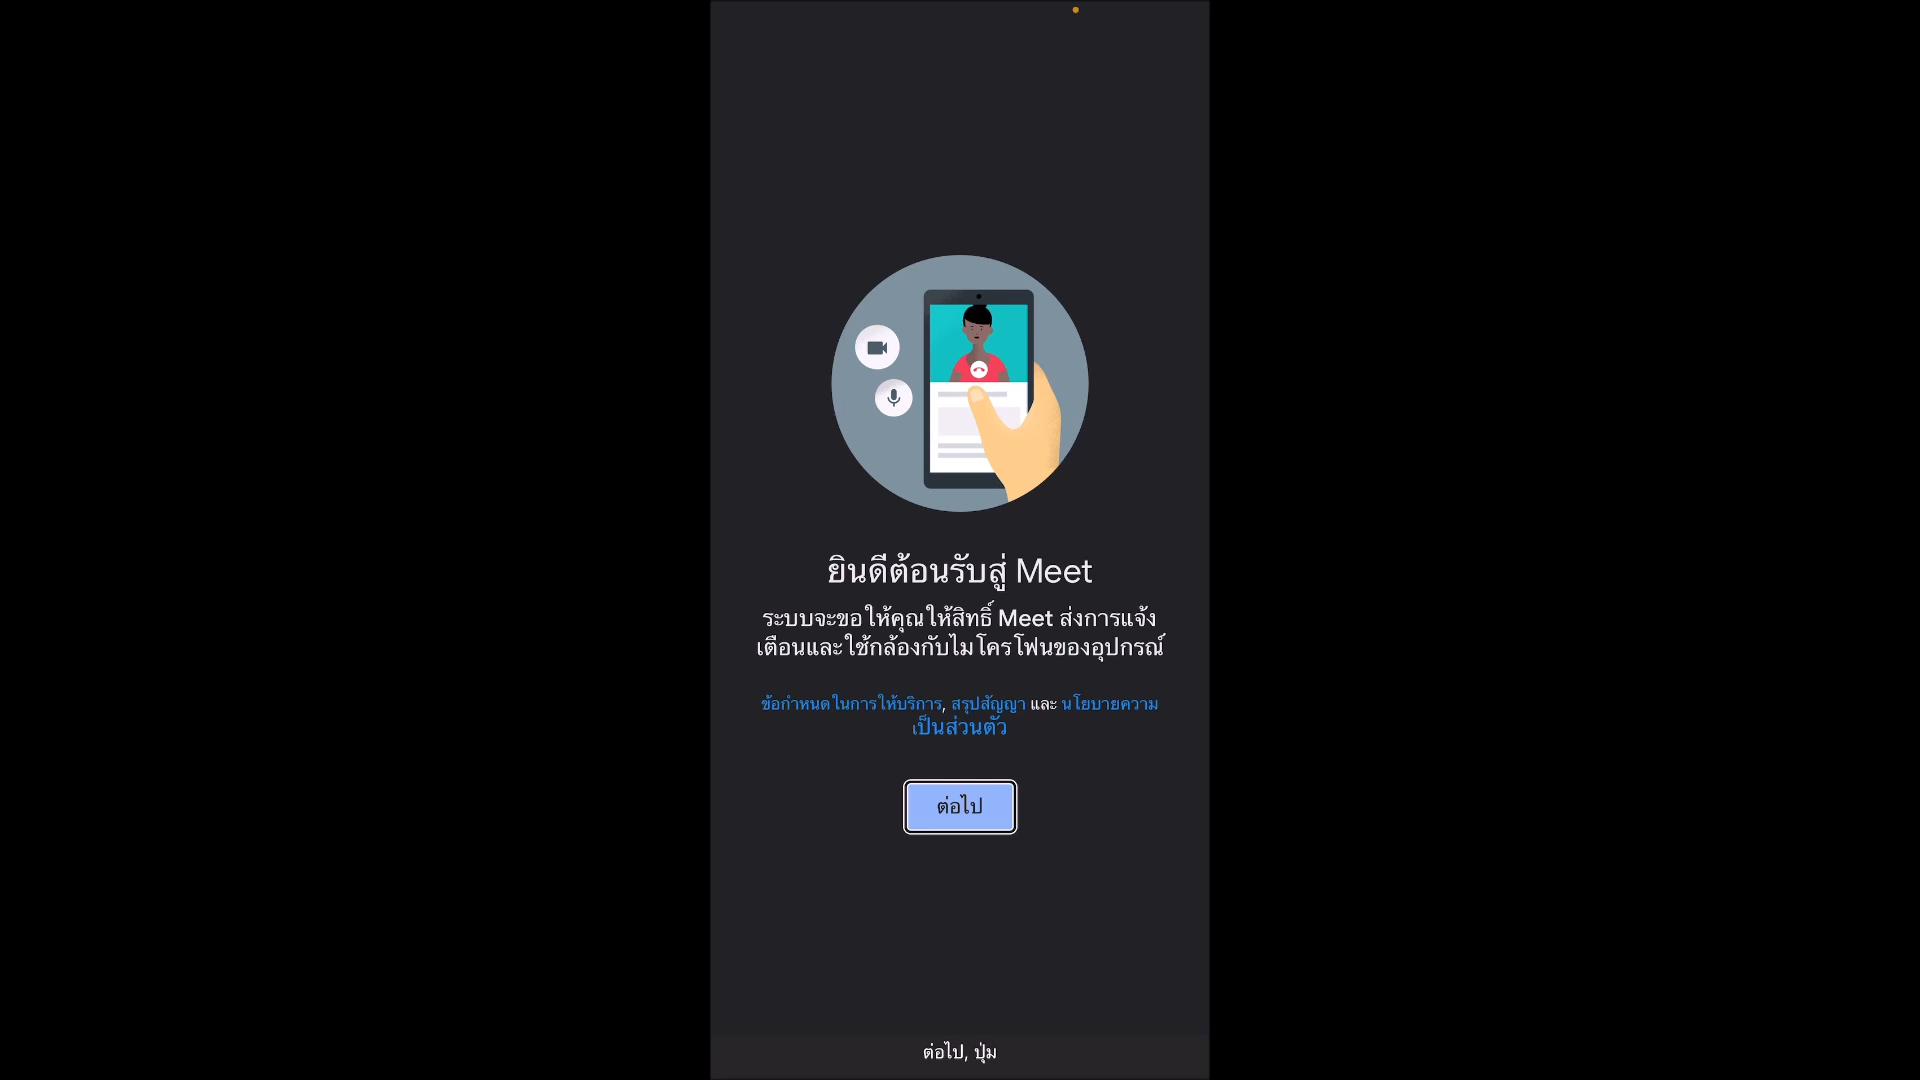 ยินดีต้อนรับสู่ Meet
ระบบจะขอให้คุณให้สิทธิ์ Meet ส่งการแจ้ง
เตือนและใช้กล้องกับไมโครโฟนของอุปกรณ์
ข้อกำหนดในการให้บริการ, สรุปสัญญา และ นโยบายความ
เป็นส่วนตัว
ต่อไป
ต่อไป, ปุ่ม